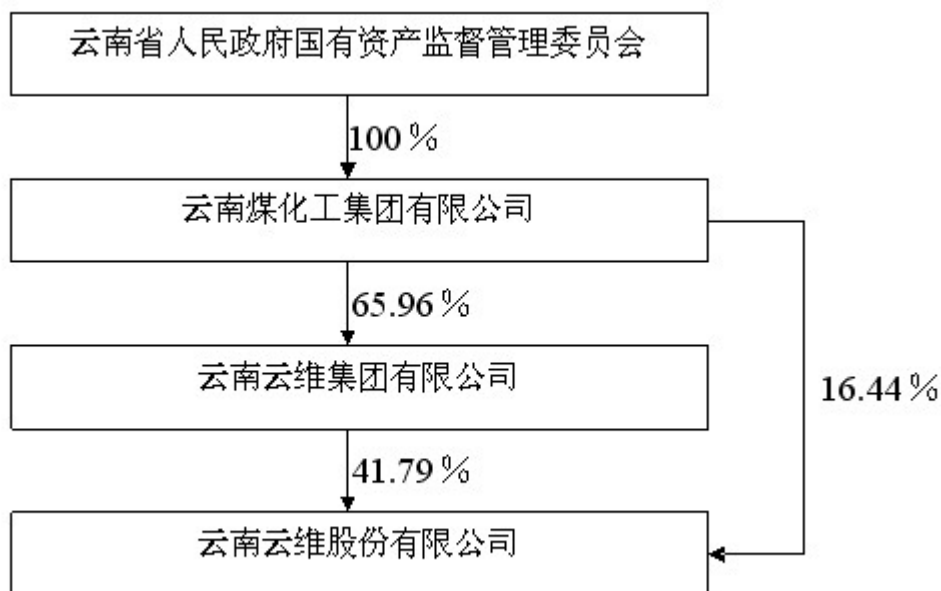 云南省人民政府国有资产监督管理委员会
100%
云南煤化工集团有限公司
65.96%
云南云维集团有限公司
16.44%
41.79%
云南云维股份有限公司